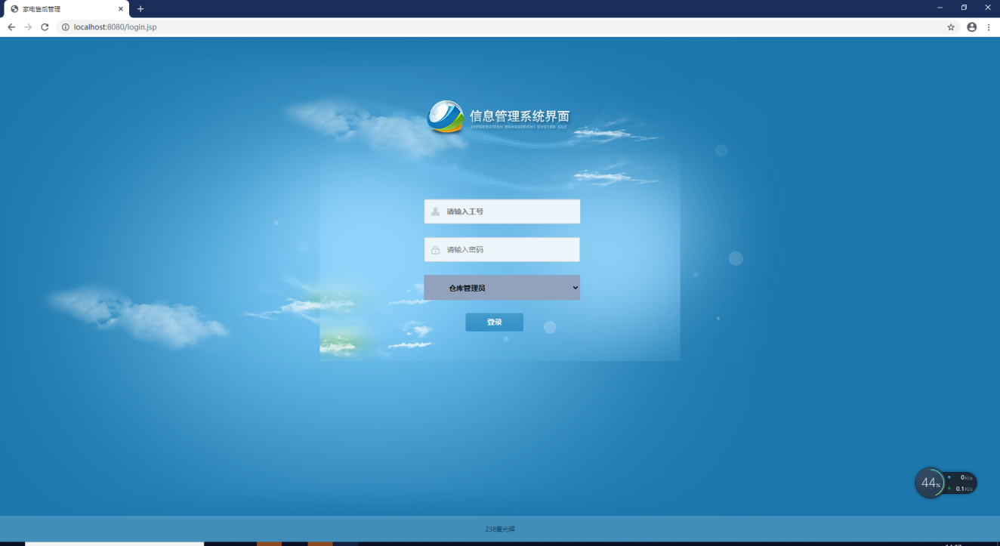 家电售后管理
localhost:8080/login.jsp
信息管理系统界面
INFORMATION MANAGEMENT SYSTEM GUI
请输入工号
请输入密码
仓库管理员
登录
44%
0K/s
0.1K/s
238黄光辉